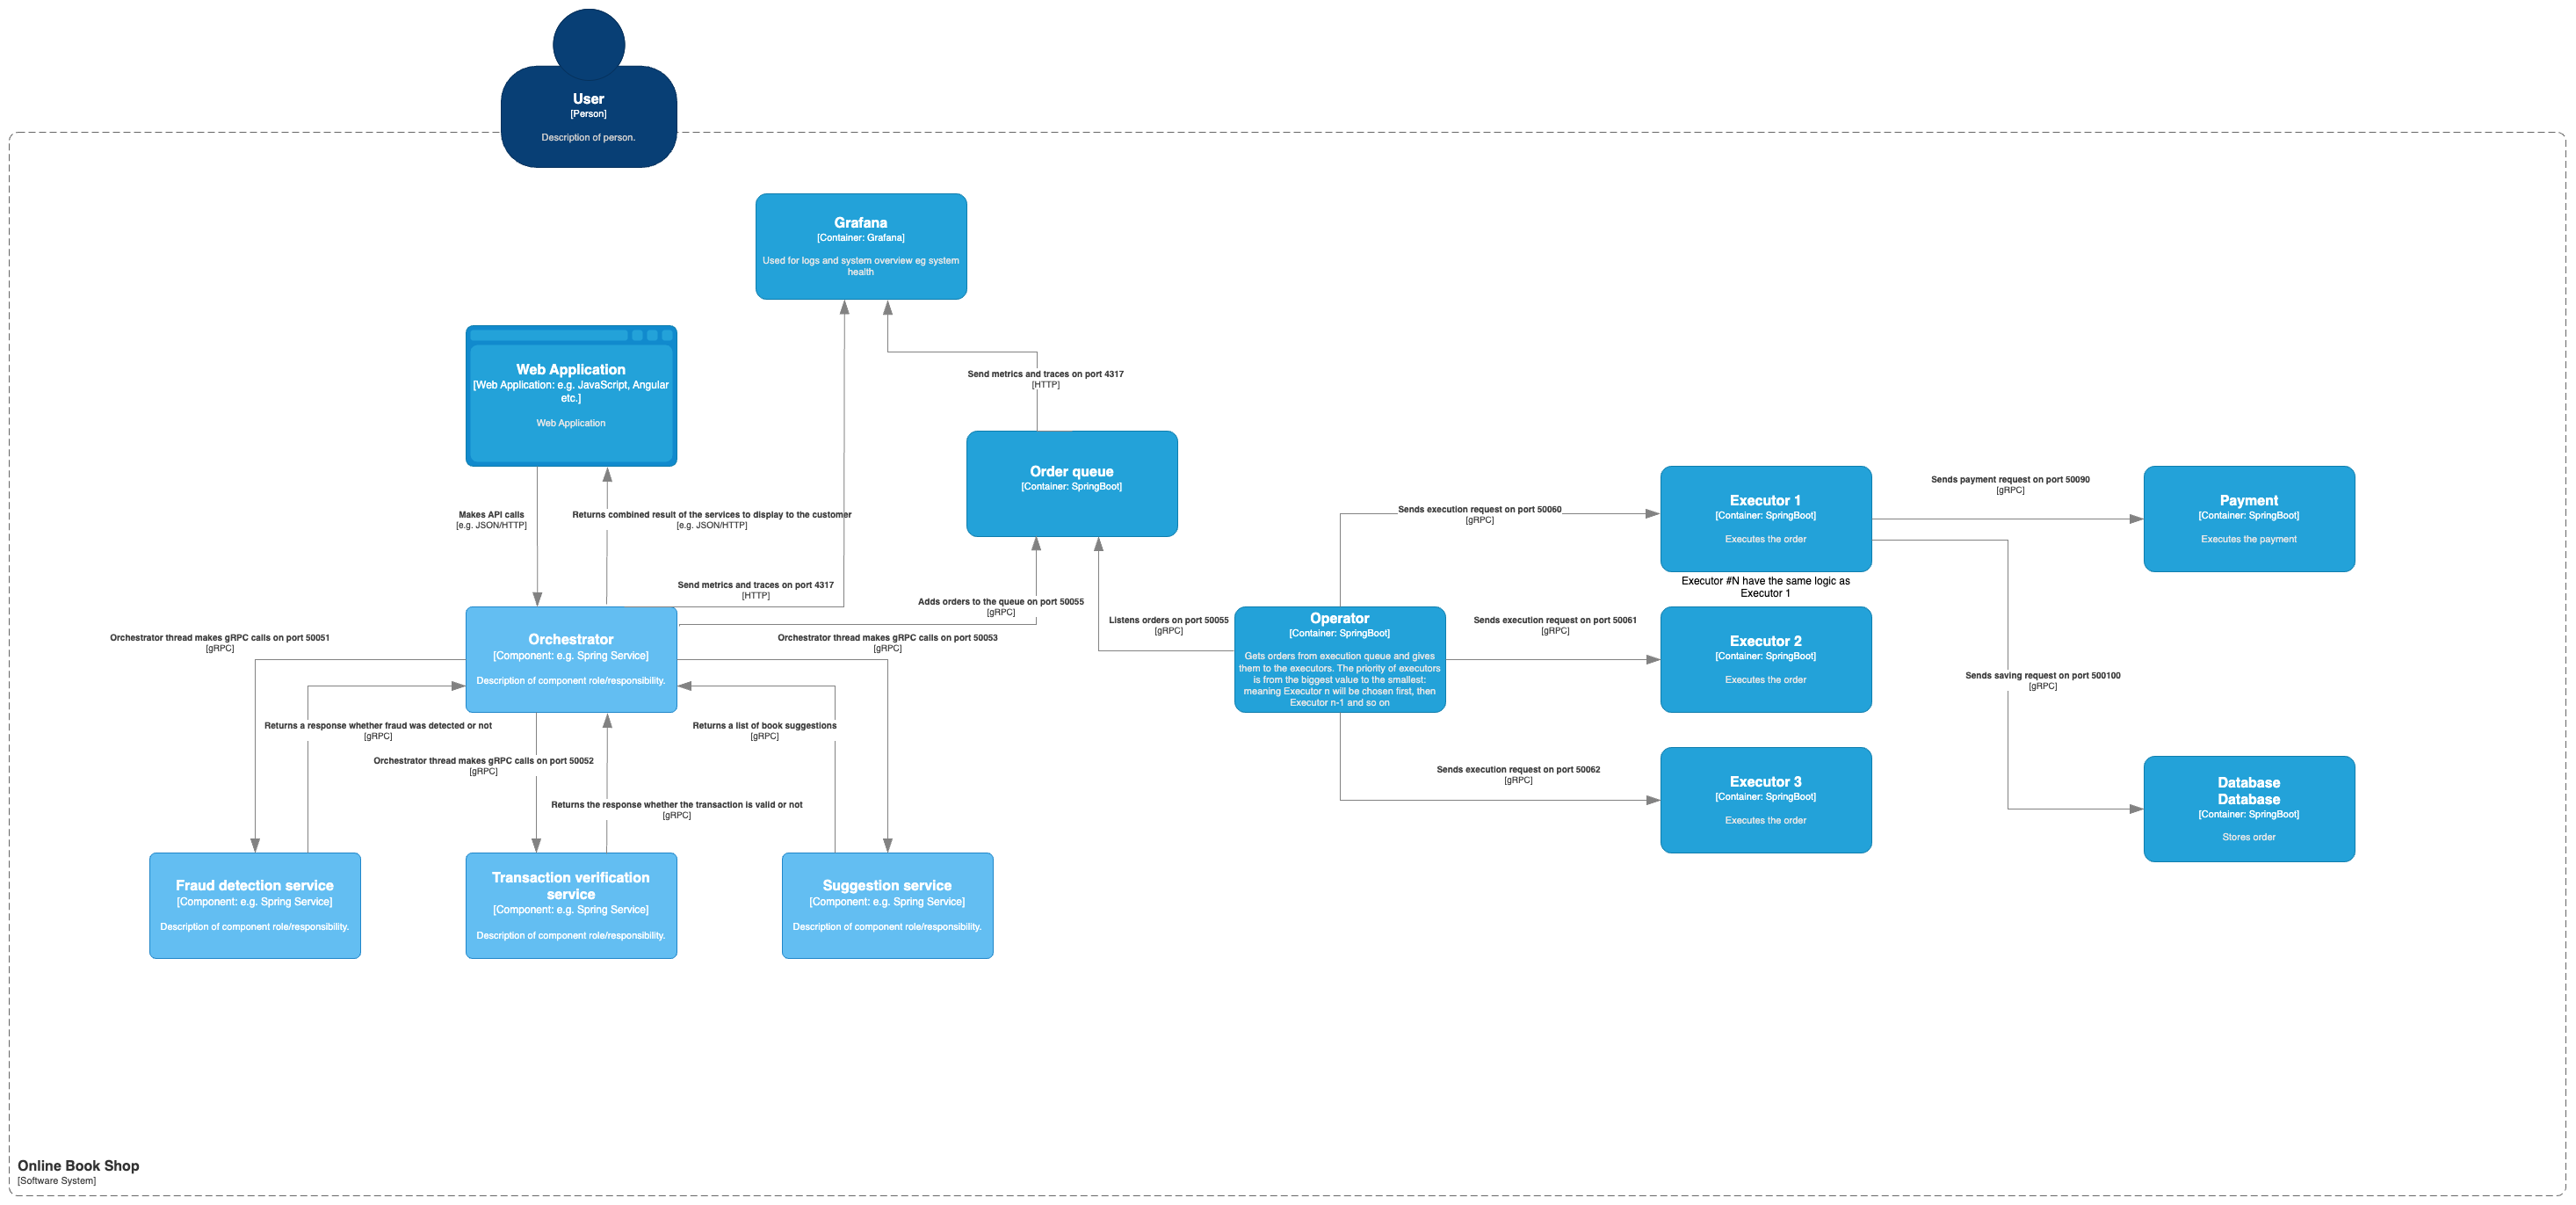 User
[Person]
Description of person.
Grafana
[Container: Grafana]
Used for logs and system overview eg system
health
Web Application
[Web Application: e.g. JavaScript, Angular
etc.]
Web Application
Send metrics and traces on port 4317
[HTTP]
Order queue
[Container: SpringBoot]
Makes API calls
[e.g. JSON/HTTP]
Returns combined result of the services to display to the customer
[e.g. JSON/HTTP]
Send metrics and traces on port 4317
[HTTP]
Adds orders to the queue on port 50055
[gRPC]
Listens orders on port 50055
[gRPC]
Orchestrator
[Component: e.g. Spring Service]
Description of component role/responsibility.
Orchestrator thread makes gRPC calls on port 50051
[gRPC]
Orchestrator thread makes gRPC calls on port 50053
[gRPC]
Returns a response whether fraud was detected or not
[gRPC]
Returns a list of book suggestions
[gRPC]
Orchestrator thread makes gRPC calls on port 50052
[gRPC]
Returns the response whether the transaction is valid or not
[gRPC]
Fraud detection service
[Component: e.g. Spring Service]
Description of component role/responsibility.
Transaction verification
service
[Component: e.g. Spring Service]
Description of component role/responsibility.
Suggestion service
[Component: e.g. Spring Service]
Description of component role/responsibility.
Operator
[Container: SpringBoot]
Gets orders from execution queue and gives
them to the executors. The priority of executors
is from the biggest value to the smallest:
meaning Executor n will be chosen first, then
Executor n-1 and so on
Sends execution request on port 50060
[gRPC]
Sends execution request on port 50061
[gRPC]
Sends execution request on port 50062
[gRPC]
Executor 1
[Container: SpringBoot]
Executes the order
Executor #N have the same logic as
Executor 1
Executor 2
[Container: SpringBoot]
Executes the order
Executor 3
[Container: SpringBoot]
Executes the order
Sends payment request on port 50090
[gRPC]
Payment
[Container: SpringBoot]
Executes the payment
Sends saving request on port 500100
[gRPC]
Database
Database
[Container: SpringBoot]
Stores order
Online Book Shop
[Software System]